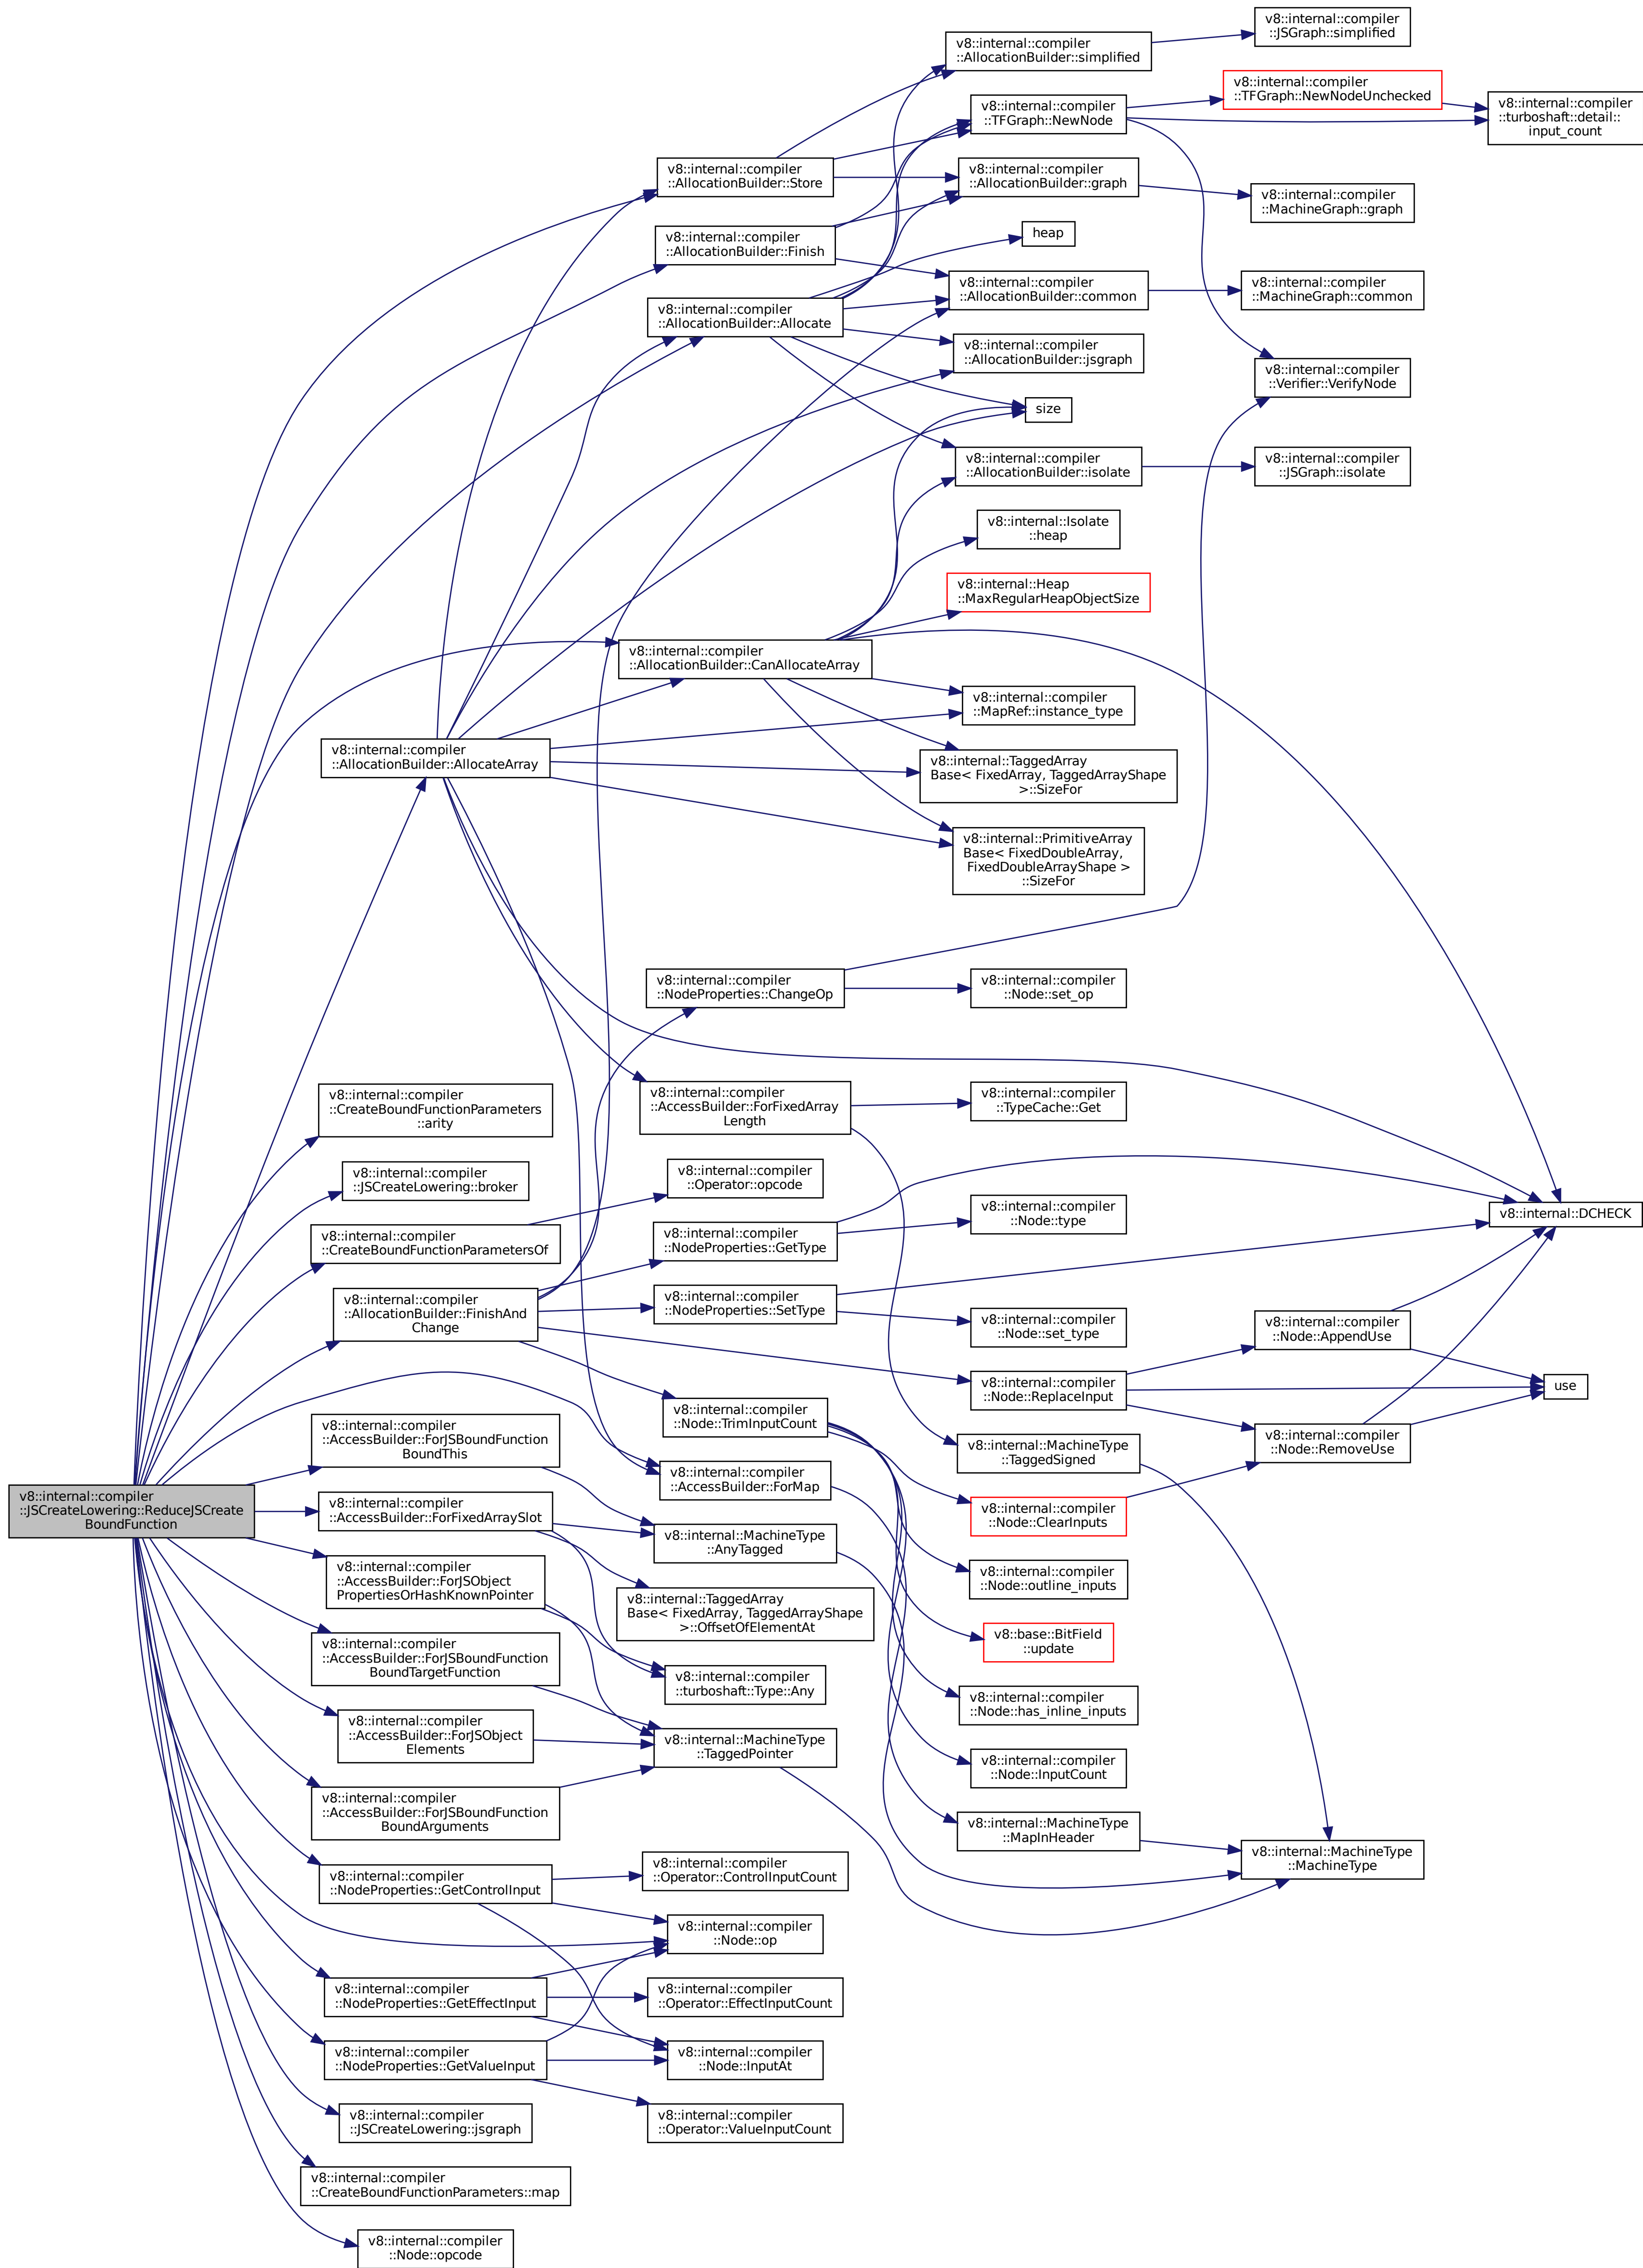 v8::internal::compiler
::JSCreateLowering::ReduceJSCreate
BoundFunction
v8::internal::compiler
::AllocationBuilder::AllocateArray
v8::internal::compiler
::CreateBoundFunctionParameters
::arity
v8::internal::compiler
::JSCreateLowering::broker
v8::internal::compiler
::CreateBoundFunctionParametersOf
v8::internal::compiler
::AllocationBuilder::FinishAnd
Change
v8::internal::compiler
::AccessBuilder::ForJSBoundFunction
BoundThis
v8::internal::compiler
::AccessBuilder::ForFixedArraySlot
v8::internal::compiler
::AccessBuilder::ForJSObject
PropertiesOrHashKnownPointer
v8::internal::compiler
::AccessBuilder::ForJSBoundFunction
BoundTargetFunction
v8::internal::compiler
::AccessBuilder::ForJSObject
Elements
v8::internal::compiler
::AccessBuilder::ForJSBoundFunction
BoundArguments
v8::internal::compiler
::NodeProperties::GetControlInput
v8::internal::compiler
::NodeProperties::GetEffectInput
v8::internal::compiler
::NodeProperties::GetValueInput
v8::internal::compiler
::JSCreateLowering::jsgraph
v8::internal::compiler
::CreateBoundFunctionParameters::map
v8::internal::compiler
::Node::opcode
v8::internal::compiler
::AllocationBuilder::Store
v8::internal::compiler
::AllocationBuilder::Finish
v8::internal::compiler
::AllocationBuilder::Allocate
v8::internal::compiler
::AllocationBuilder::CanAllocateArray
v8::internal::compiler
::NodeProperties::ChangeOp
v8::internal::compiler
::AccessBuilder::ForFixedArray
Length
v8::internal::compiler
::Operator::opcode
v8::internal::compiler
::NodeProperties::GetType
v8::internal::compiler
::NodeProperties::SetType
v8::internal::compiler
::Node::TrimInputCount
v8::internal::compiler
::AccessBuilder::ForMap
v8::internal::MachineType
::AnyTagged
v8::internal::TaggedArray
Base< FixedArray, TaggedArrayShape
>::OffsetOfElementAt
v8::internal::compiler
::turboshaft::Type::Any
v8::internal::MachineType
::TaggedPointer
v8::internal::compiler
::Operator::ControlInputCount
v8::internal::compiler
::Node::op
v8::internal::compiler
::Operator::EffectInputCount
v8::internal::compiler
::Node::InputAt
v8::internal::compiler
::Operator::ValueInputCount
v8::internal::compiler
::AllocationBuilder::simplified
v8::internal::compiler
::TFGraph::NewNode
v8::internal::compiler
::AllocationBuilder::graph
heap
v8::internal::compiler
::AllocationBuilder::common
v8::internal::compiler
::AllocationBuilder::jsgraph
size
v8::internal::compiler
::AllocationBuilder::isolate
v8::internal::Isolate
::heap
v8::internal::Heap
::MaxRegularHeapObjectSize
v8::internal::compiler
::MapRef::instance_type
v8::internal::TaggedArray
Base< FixedArray, TaggedArrayShape
>::SizeFor
v8::internal::PrimitiveArray
Base< FixedDoubleArray,
FixedDoubleArrayShape >
::SizeFor
v8::internal::compiler
::Node::set_op
v8::internal::compiler
::TypeCache::Get
v8::internal::compiler
::Node::type
v8::internal::compiler
::Node::set_type
v8::internal::compiler
::Node::ReplaceInput
v8::internal::MachineType
::TaggedSigned
v8::internal::compiler
::Node::ClearInputs
v8::internal::compiler
::Node::outline_inputs
v8::base::BitField
::update
v8::internal::compiler
::Node::has_inline_inputs
v8::internal::compiler
::Node::InputCount
v8::internal::MachineType
::MapInHeader
v8::internal::compiler
::JSGraph::simplified
v8::internal::compiler
::TFGraph::NewNodeUnchecked
v8::internal::compiler
::MachineGraph::graph
v8::internal::compiler
::MachineGraph::common
v8::internal::compiler
::Verifier::VerifyNode
v8::internal::compiler
::JSGraph::isolate
v8::internal::compiler
::Node::AppendUse
v8::internal::compiler
::Node::RemoveUse
v8::internal::MachineType
::MachineType
v8::internal::compiler
::turboshaft::detail::
input_count
v8::internal::DCHECK
use